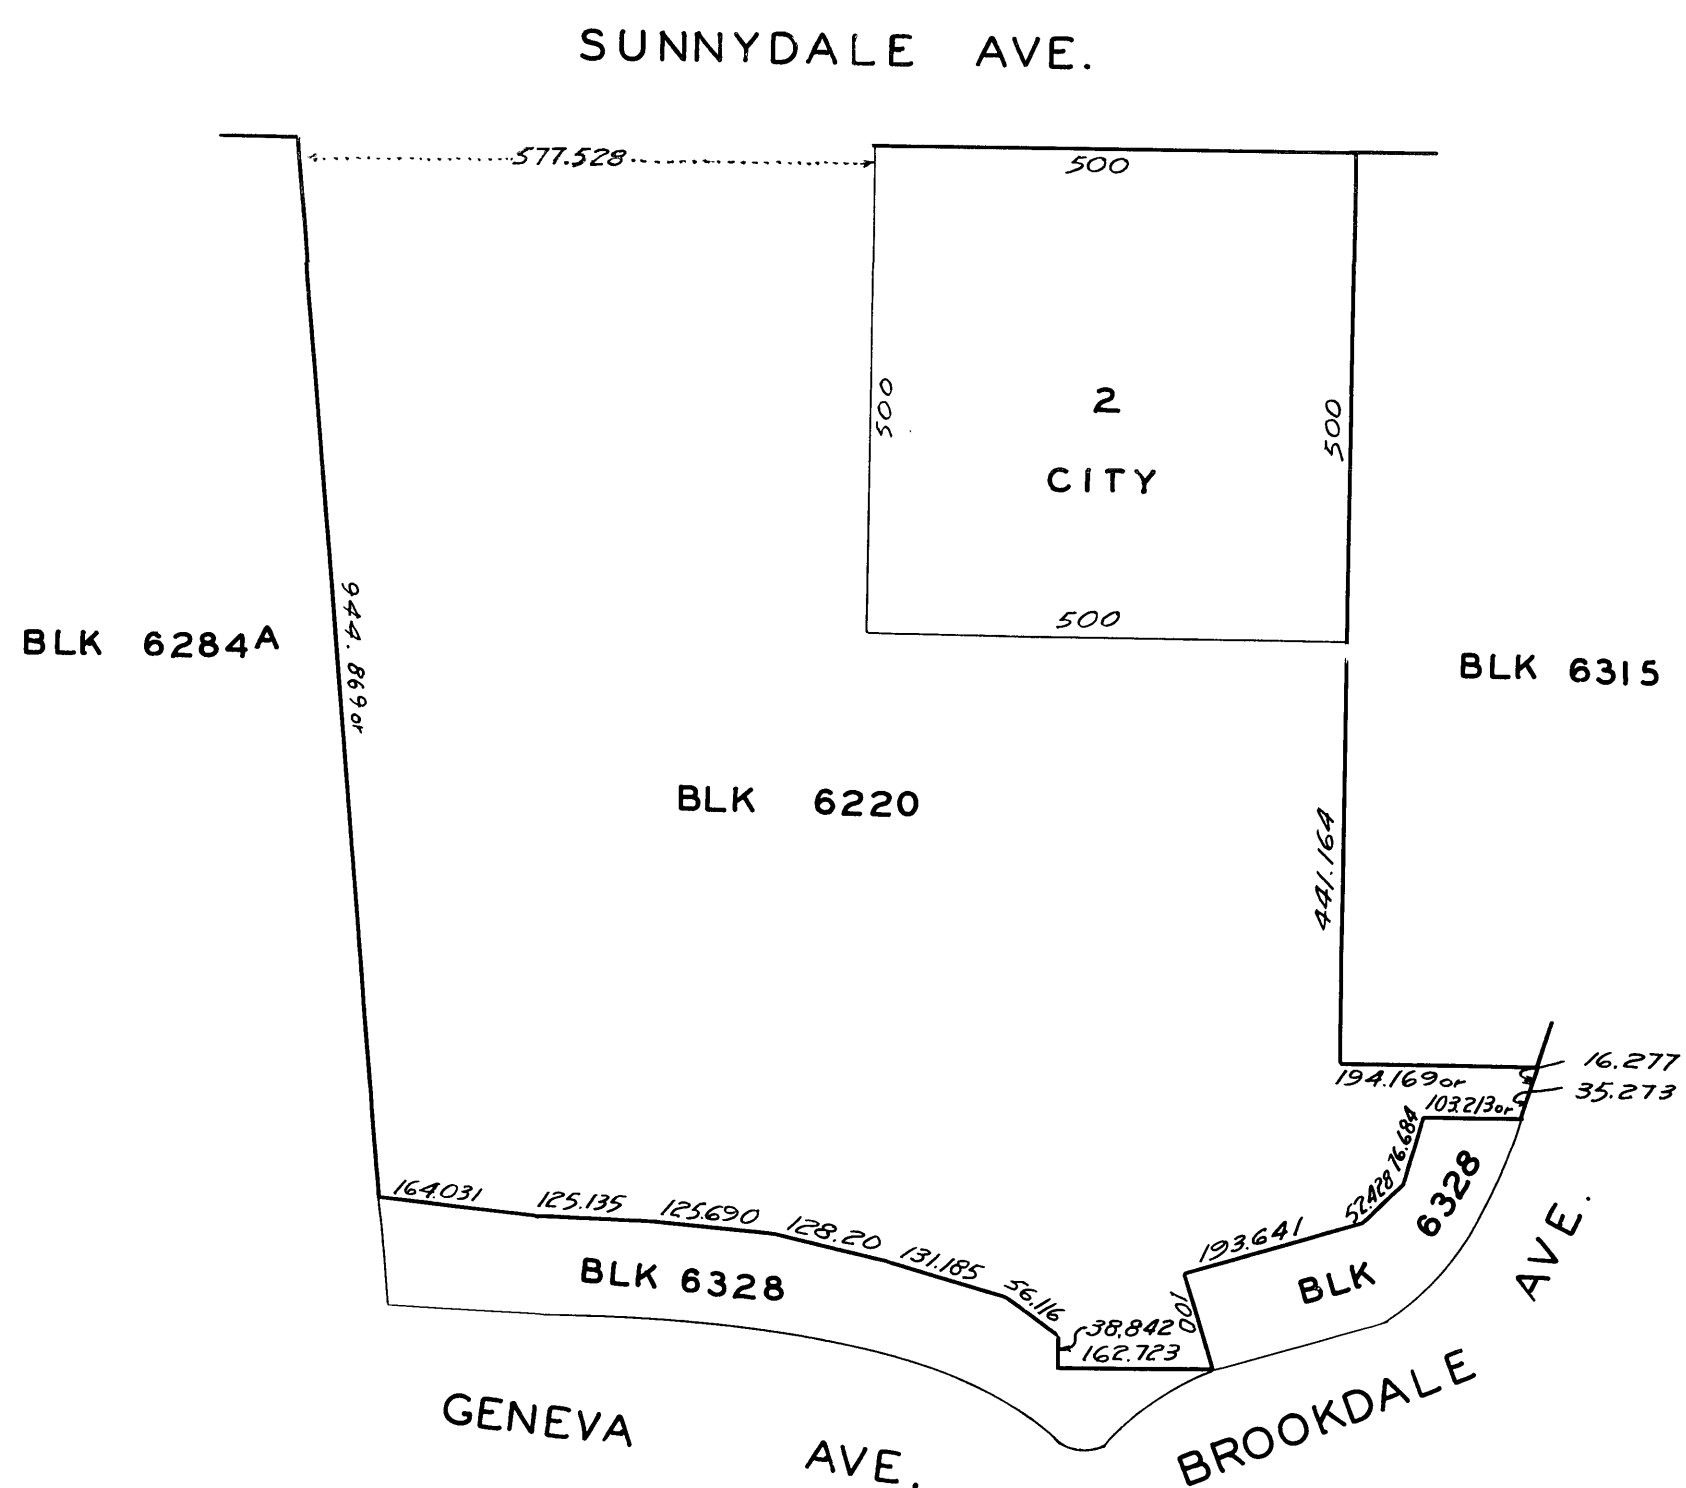 SUNNYDALE AVE.
577.528
500
500
2
500
CITY
500
944.869 or
BLK 6284A
BLK 6315
BLK 6220
441.164
16.277
194.169 or
35.273
103.213 or
76.684
52.428
6328
164.031
125.135
125.690
128.20
131.185
56.116
193.641
BLK 6328
BLK
100
38.842
162.723
GENEVA AVE.
BROOKDALE AVE.